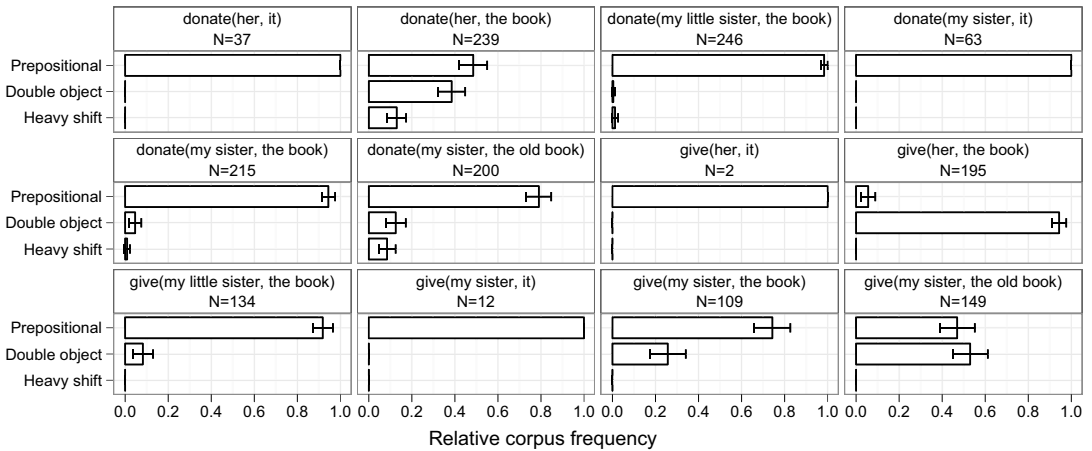 donate(her, it)
N=37
donate(her, the book)
N=239
donate(my little sister, the book)
N=246
donate(my sister, it)
N=63
Prepositional
Double object
Heavy shift
donate(my sister, the book)
N=215
donate(my sister, the old book)
N=200
give(her, it)
N=2
give(her, the book)
N=195
Prepositional
Double object
Heavy shift
give(my little sister, the book)
N=134
give(my sister, it)
N=12
give(my sister, the book)
N=109
give(my sister, the old book)
N=149
Prepositional
Double object
Heavy shift
0.0 0.2 0.4 0.6 0.8 1.0 0.0 0.2 0.4 0.6 0.8 1.0 0.0 0.2 0.4 0.6 0.8 1.0 0.0 0.2 0.4 0.6 0.8 1.0
Relative corpus frequency